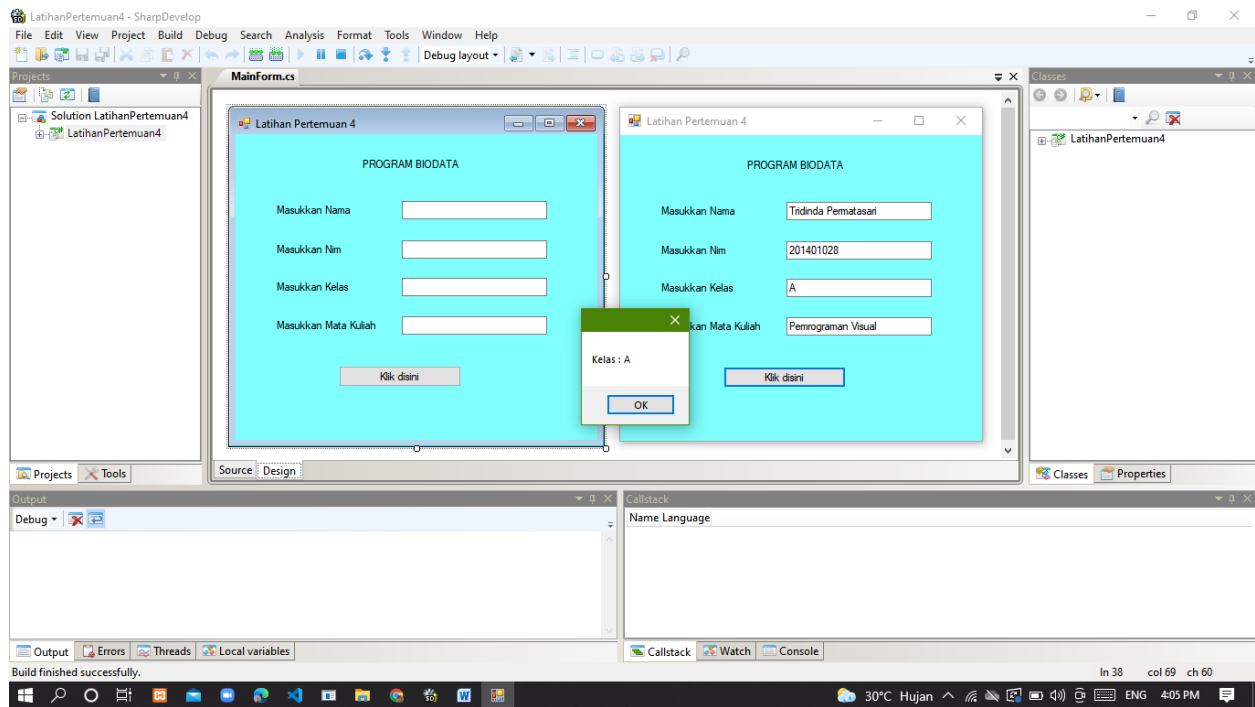 LatihanPertemuan4 - SharpDevelop
File Edit View Project Build Debug Search Analysis Format Tools Window Help
Debug layout
Projects
MainForm.cs
Classes
Solution LatihanPertemuan4
LatihanPertemuan4
LatihanPertemuan4
Latihan Pertemuan 4
PROGRAM BIODATA
Masukkan Nama
Masukkan Nim
Masukkan Kelas
Masukkan Mata Kuliah
Klik disini
Latihan Pertemuan 4
PROGRAM BIODATA
Masukkan Nama Tridinda Permatasari
Masukkan Nim 201401028
Masukkan Kelas A
kan Mata Kuliah Pemrograman Visual
Klik disini
Kelas : A
OK
Source Design
Projects Tools
Classes Properties
Output
Debug
Callstack
Name Language
Output Errors Threads Local variables
Callstack Watch Console
Build finished successfully.
ln 38 col 69 ch 60
30°C Hujan ENG 4:05 PM